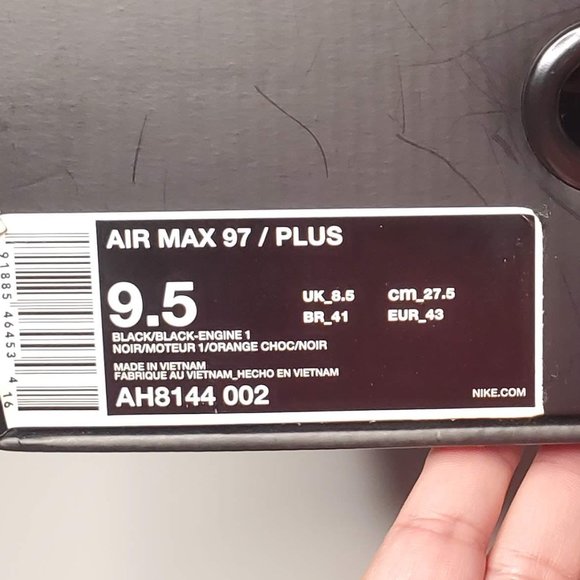 AIR MAX 97 / PLUS
9.5
UK_8.5 cm_27.5
BR_41 EUR_43
BLACK/BLACK-ENGINE 1
NOIR/MOTEUR 1/ORANGE CHOC/NOIR
MADE IN VIETNAM
FABRIQUE AU VIETNAM_HECHO EN VIETNAM
AH8144 002
NIKE.COM
91885 46453 4 16